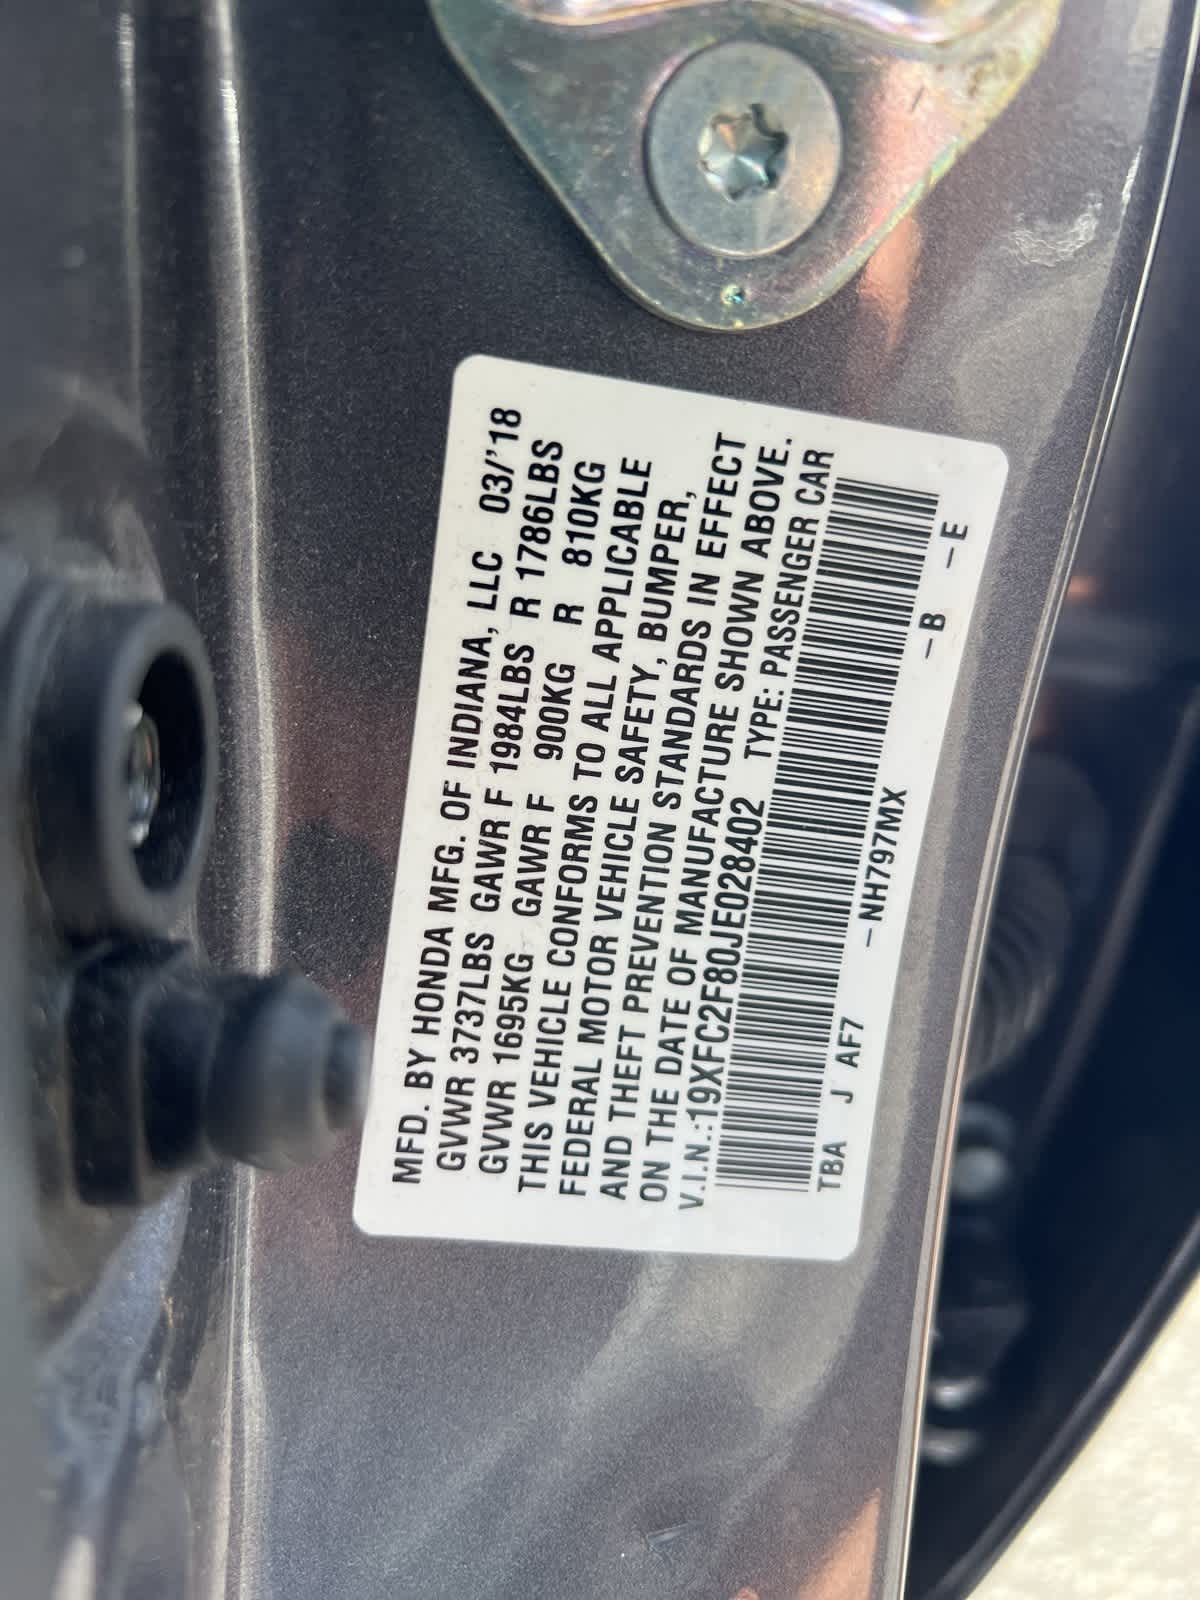 MFD. BY HONDA MFG. OF INDIANA, LLC 03/'18
GVWR 3737LBS GAWR F 1984LBS R 1786LBS
GVWR 1695KG GAWR F 900KG R 810KG
THIS VEHICLE CONFORMS TO ALL APPLICABLE
FEDERAL MOTOR VEHICLE SAFETY, BUMPER,
AND THEFT PREVENTION STANDARDS IN EFFECT
ON THE DATE OF MANUFACTURE SHOWN ABOVE.
V.I.N.:19XFC2F80JE028402 TYPE: PASSENGER CAR
TBA J AF7 –NH797MX –B –E